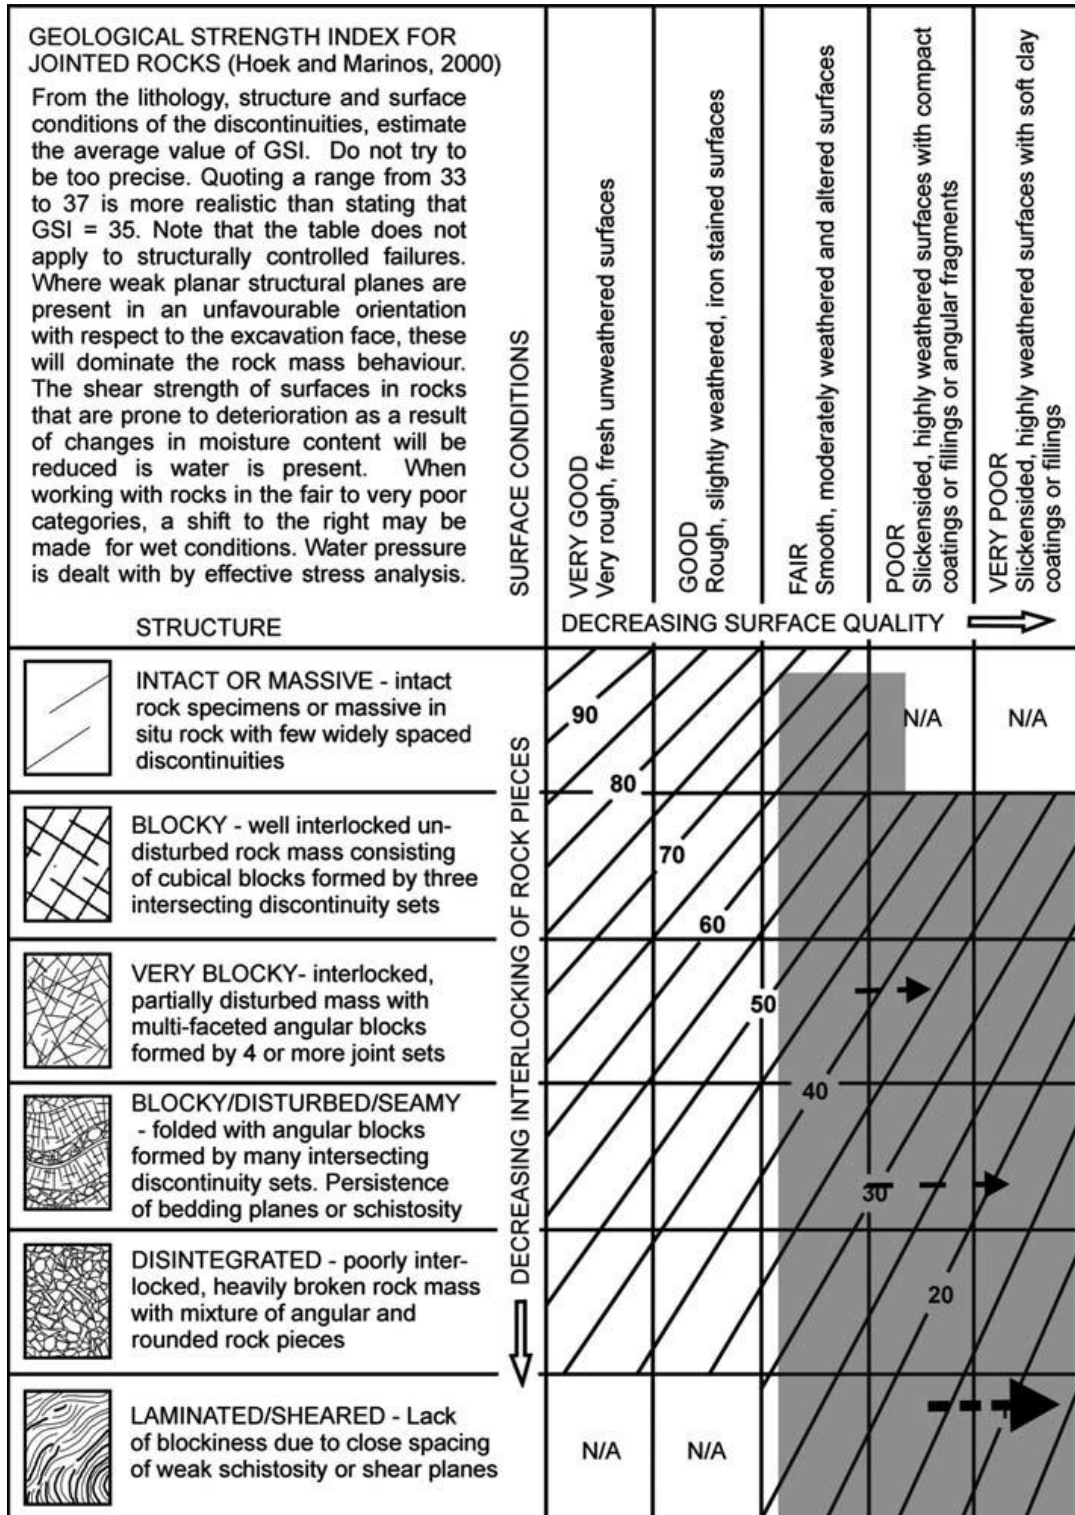 GEOLOGICAL STRENGTH INDEX FOR
JOINTED ROCKS (Hoek and Marinos, 2000)
From the lithology, structure and surface
conditions of the discontinuities, estimate
the average value of GSI. Do not try to
be too precise. Quoting a range from 33
to 37 is more realistic than stating that
GSI = 35. Note that the table does not
apply to structurally controlled failures.
Where weak planar structural planes are
present in an unfavourable orientation
with respect to the excavation face, these
will dominate the rock mass behaviour.
The shear strength of surfaces in rocks
that are prone to deterioration as a result
of changes in moisture content will be
reduced is water is present. When
working with rocks in the fair to very poor
categories, a shift to the right may be
made for wet conditions. Water pressure
is dealt with by effective stress analysis.
STRUCTURE
SURFACE CONDITIONS
VERY GOOD
Very rough, fresh unweathered surfaces
GOOD
Rough, slightly weathered, iron stained surfaces
FAIR
Smooth, moderately weathered and altered surfaces
POOR
Slickensided, highly weathered surfaces with compact
coatings or fillings or angular fragments
VERY POOR
Slickensided, highly weathered surfaces with soft clay
coatings or fillings
DECREASING SURFACE QUALITY
DECREASING INTERLOCKING OF ROCK PIECES
INTACT OR MASSIVE - intact
rock specimens or massive in
situ rock with few widely spaced
discontinuities
90
80
N/A
N/A
BLOCKY - well interlocked un-
disturbed rock mass consisting
of cubical blocks formed by three
intersecting discontinuity sets
70
60
VERY BLOCKY- interlocked,
partially disturbed mass with
multi-faceted angular blocks
formed by 4 or more joint sets
50
40
BLOCKY/DISTURBED/SEAMY
- folded with angular blocks
formed by many intersecting
discontinuity sets. Persistence
of bedding planes or schistosity
30
DISINTEGRATED - poorly inter-
locked, heavily broken rock mass
with mixture of angular and
rounded rock pieces
20
LAMINATED/SHEARED - Lack
of blockiness due to close spacing
of weak schistosity or shear planes
N/A
N/A